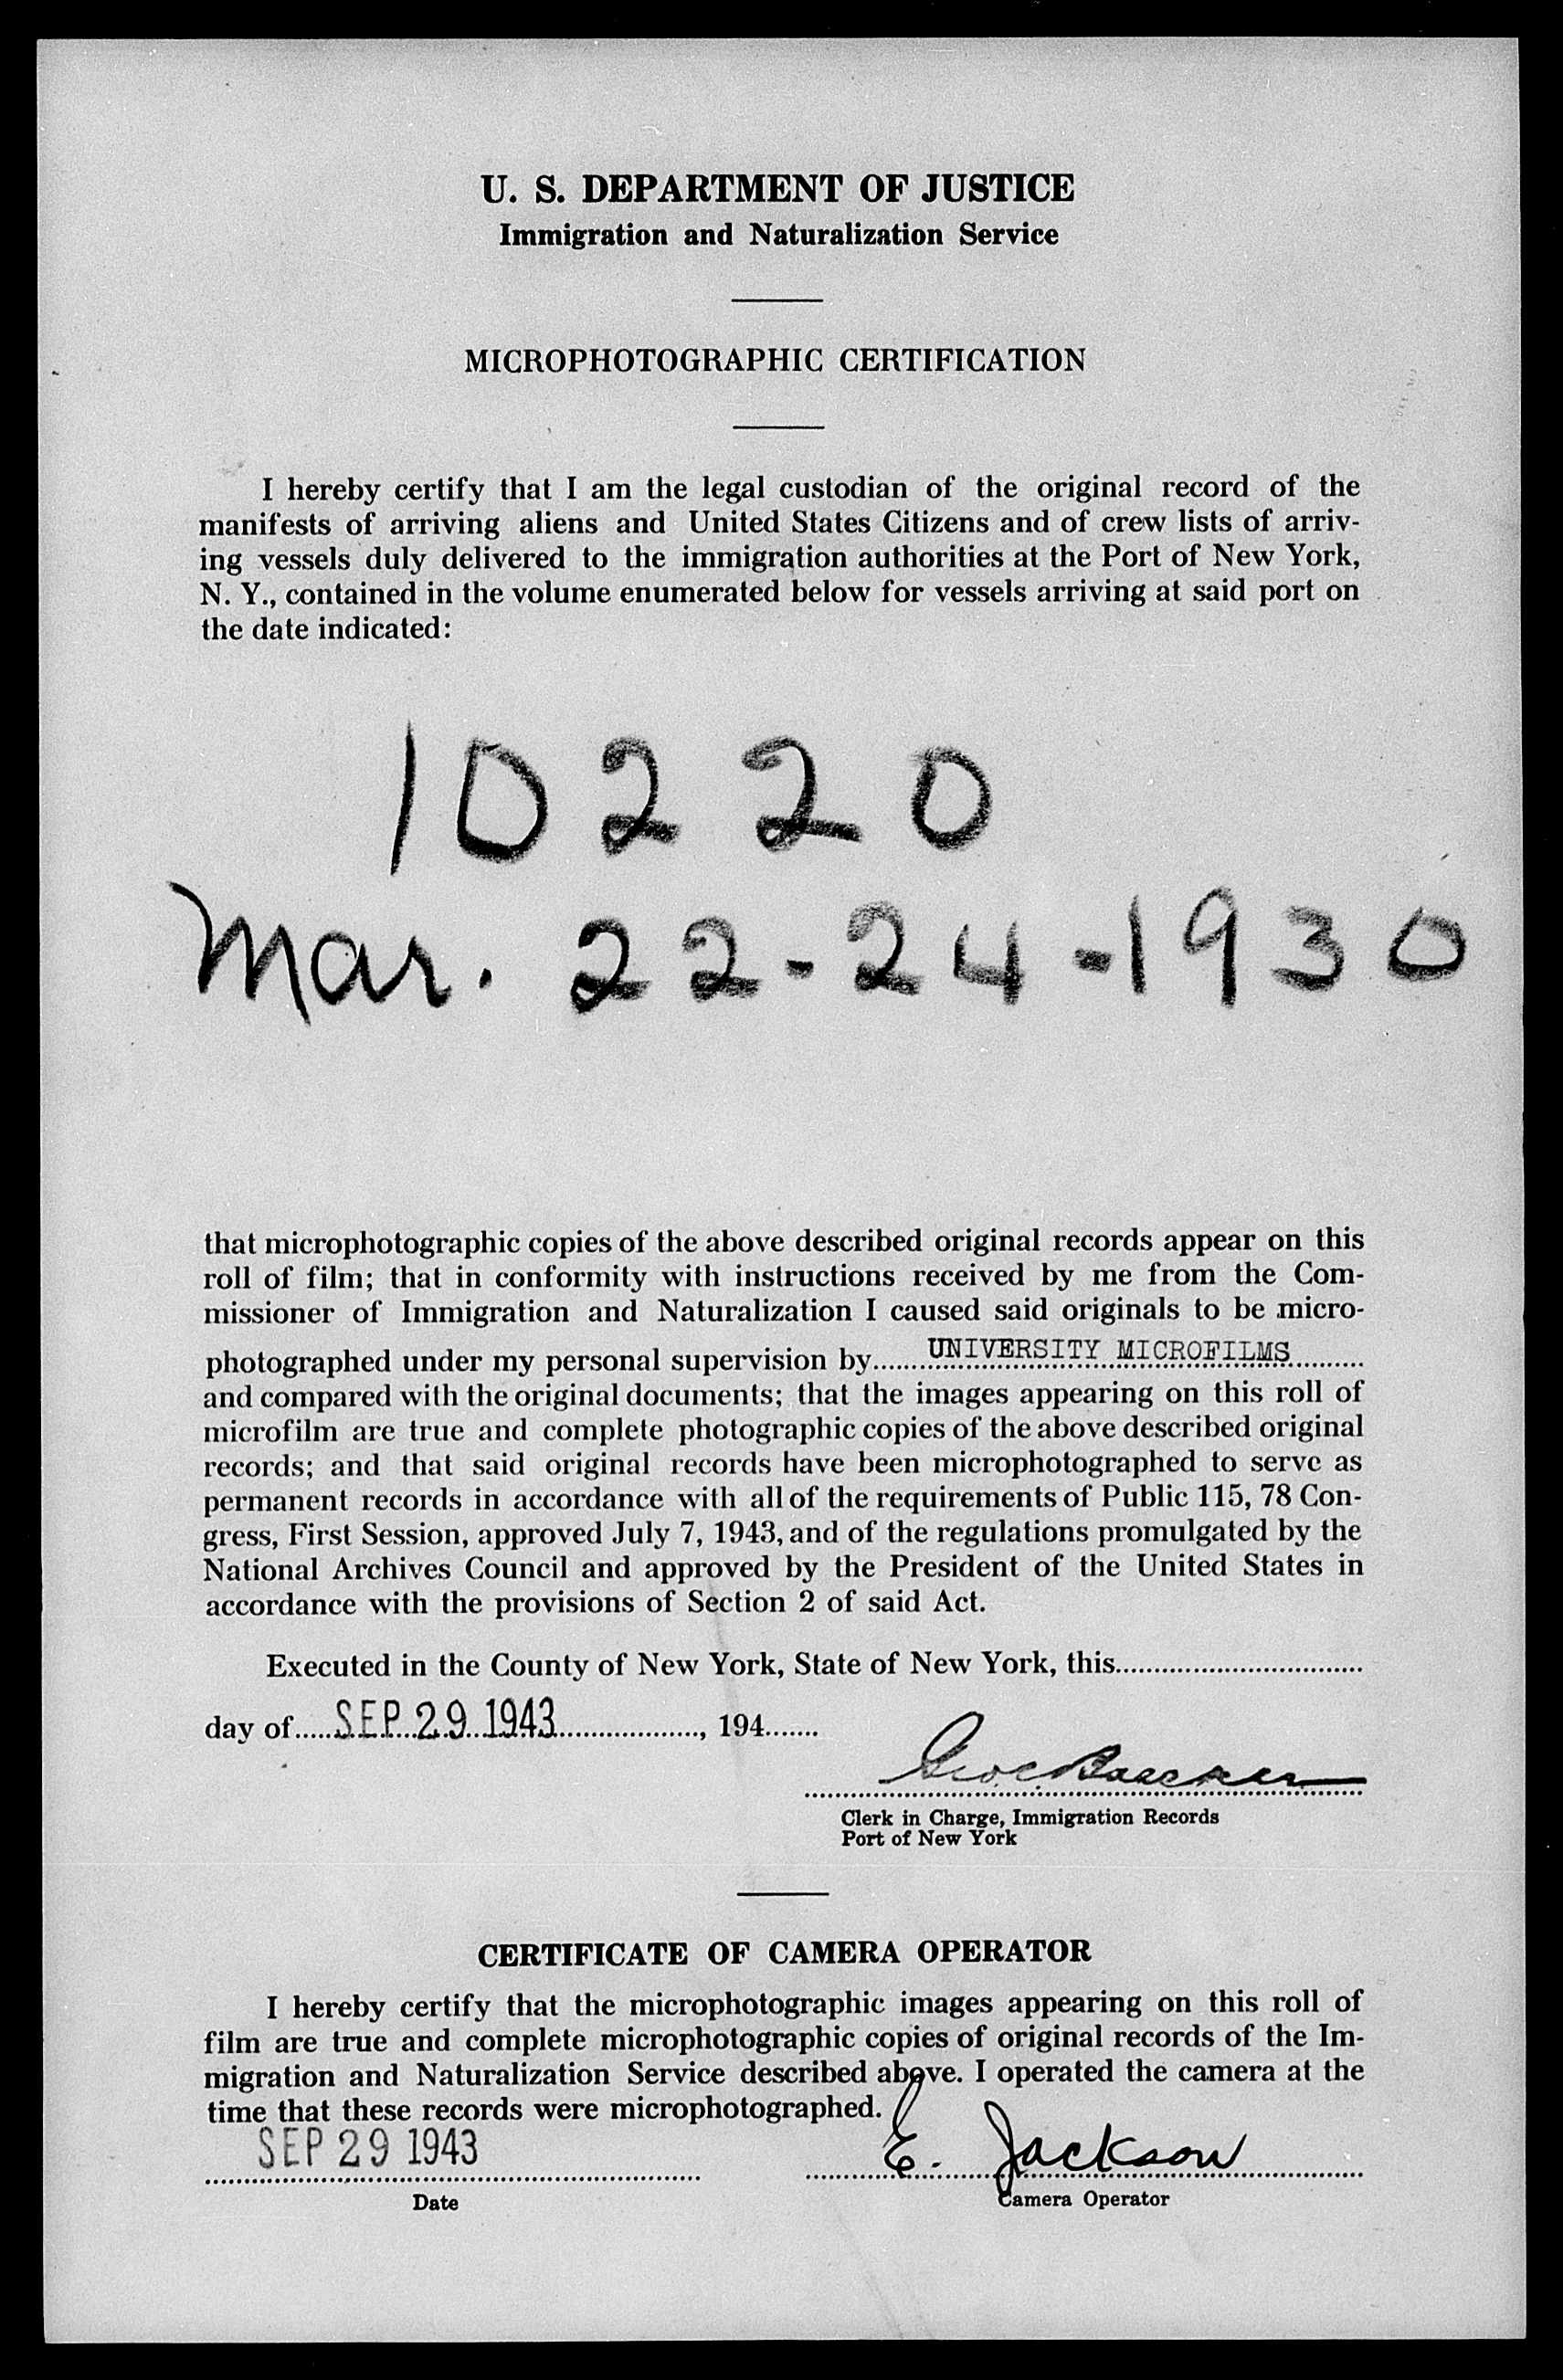 U. S. DEPARTMENT OF JUSTICE
Immigration and Naturalization Service
MICROPHOTOGRAPHIC CERTIFICATION
I hereby certify that I am the legal custodian of the original record of the
manifests of arriving aliens and United States Citizens and of crew lists of arriv-
ing vessels duly delivered to the immigration authorities at the Port of New York,
N. Y., contained in the volume enumerated below for vessels arriving at said port on
the date indicated:
10220
Mar. 22-24-1930
that microphotographic copies of the above described original records appear on this
roll of film; that in conformity with instructions received by me from the Com-
missioner of Immigration and Naturalization I caused said originals to be micro-
photographed under my personal supervision by UNIVERSITY MICROFILMS
and compared with the original documents; that the images appearing on this roll of
microfilm are true and complete photographic copies of the above described original
records; and that said original records have been microphotographed to serve as
permanent records in accordance with all of the requirements of Public 115, 78 Con-
gress, First Session, approved July 7, 1943, and of the regulations promulgated by the
National Archives Council and approved by the President of the United States in
accordance with the provisions of Section 2 of said Act.
Executed in the County of New York, State of New York, this
day of SEP 29 1943, 194
Clerk in Charge, Immigration Records
Port of New York
CERTIFICATE OF CAMERA OPERATOR
I hereby certify that the microphotographic images appearing on this roll of
film are true and complete microphotographic copies of original records of the Im-
migration and Naturalization Service described above. I operated the camera at the
time that these records were microphotographed.
SEP 29 1943 E. Jackson
Date Camera Operator